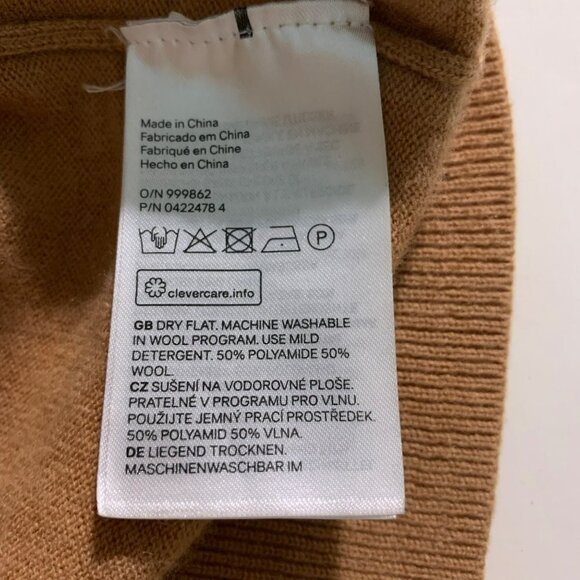 Made in China
Fabricado em China
Fabriqué en Chine
Hecho en China
O/N 999862
P/N 0422478 4
P
clevercare.info
GB DRY FLAT. MACHINE WASHABLE
IN WOOL PROGRAM. USE MILD
DETERGENT. 50% POLYAMIDE 50%
WOOL.
CZ SUŠENÍ NA VODOROVNÉ PLOŠE.
PRATELNÉ V PROGRAMU PRO VLNU.
POUŽIJTE JEMNÝ PRACÍ PROSTŘEDEK.
50% POLYAMID 50% VLNA.
DE LIEGEND TROCKNEN.
MASCHINENWASCHBAR IM